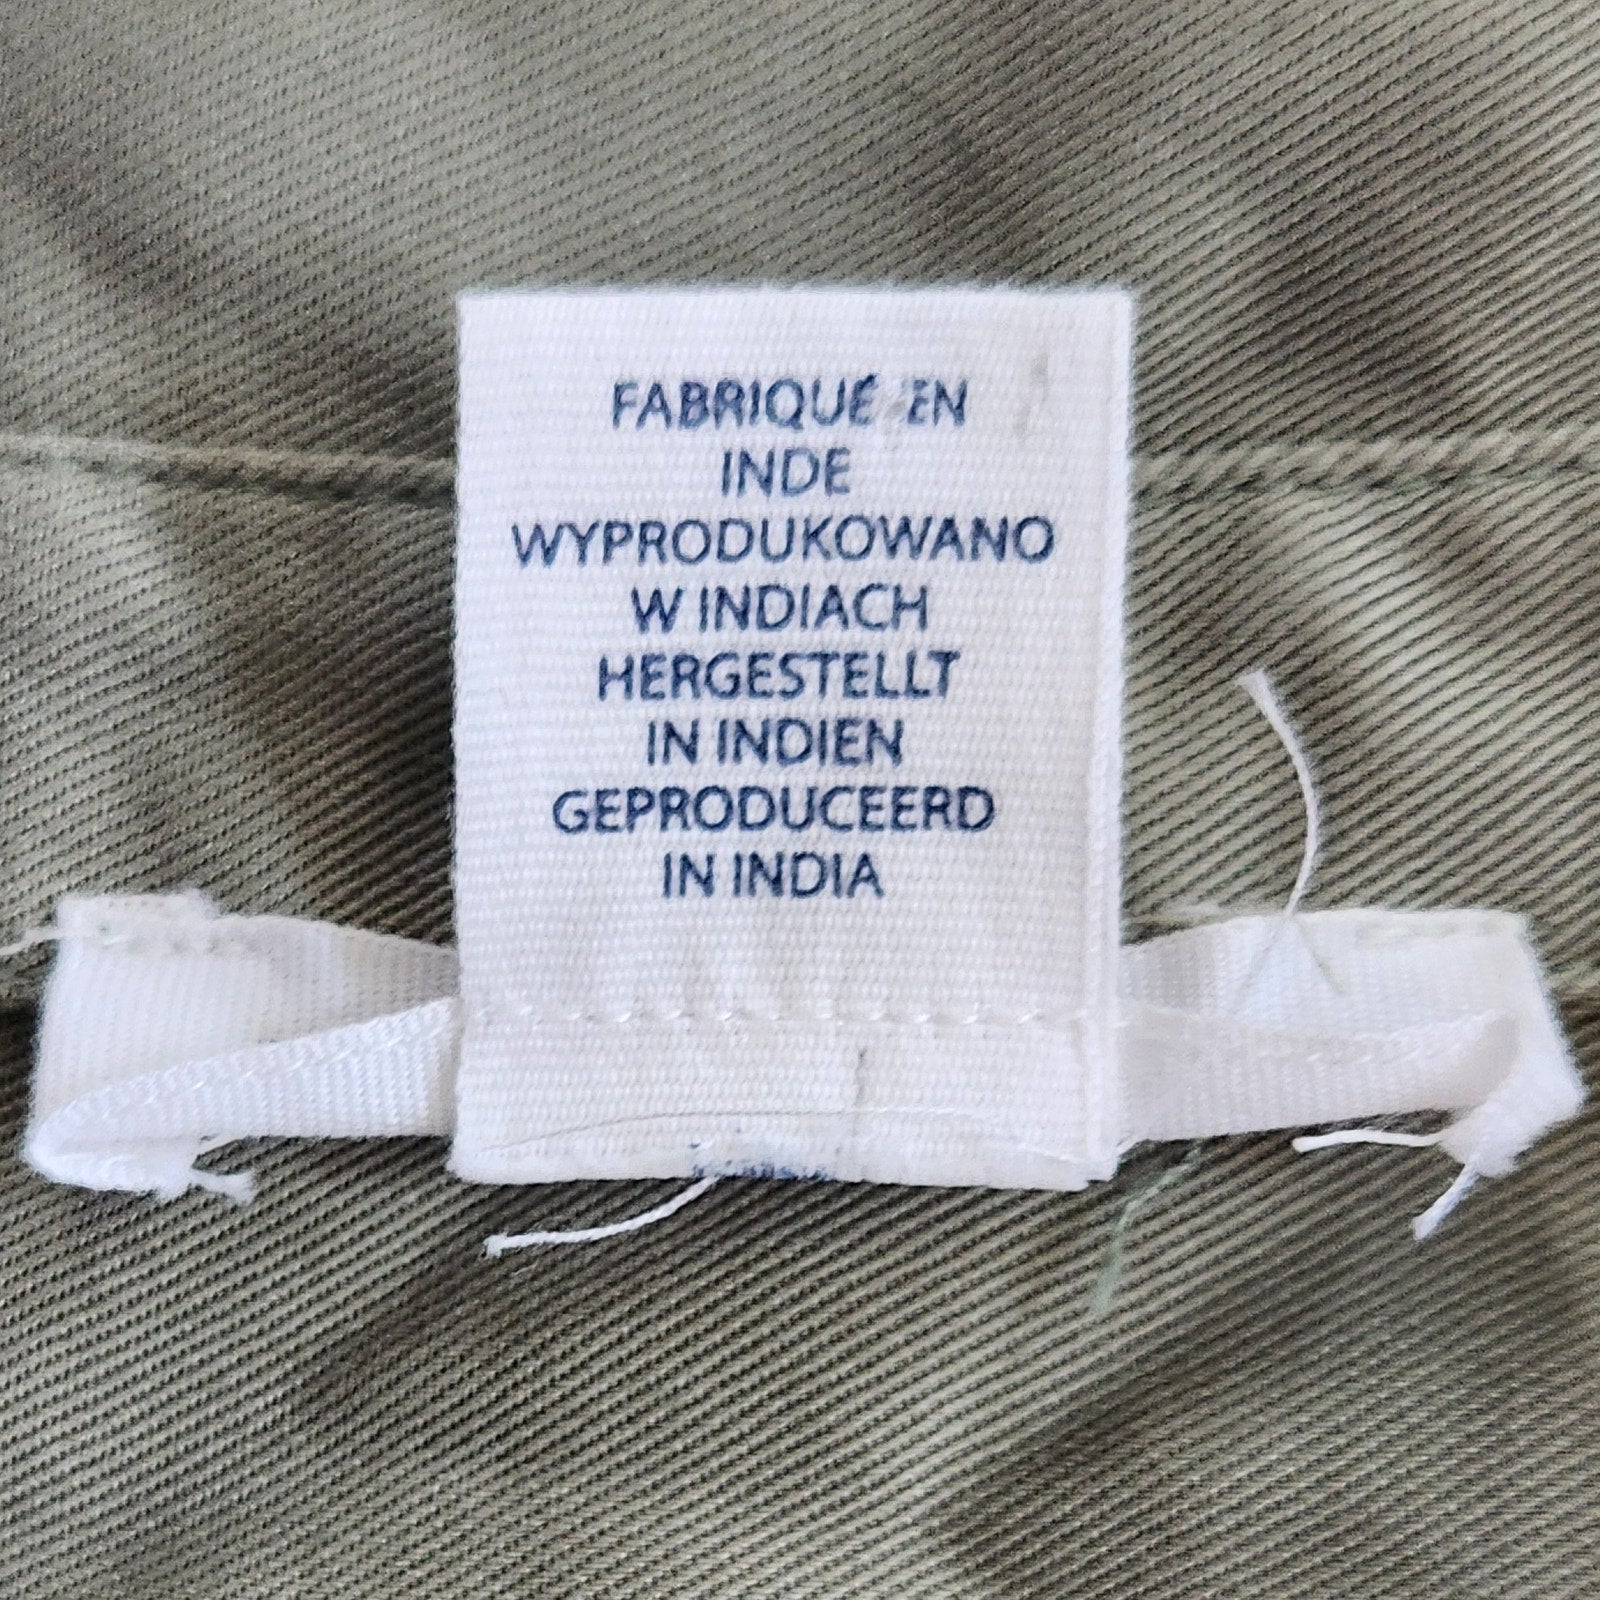 FABRIQUÉ EN
INDE
WYPRODUKOWANO
W INDIACH
HERGESTELLT
IN INDIEN
GEPRODUCEERD
IN INDIA